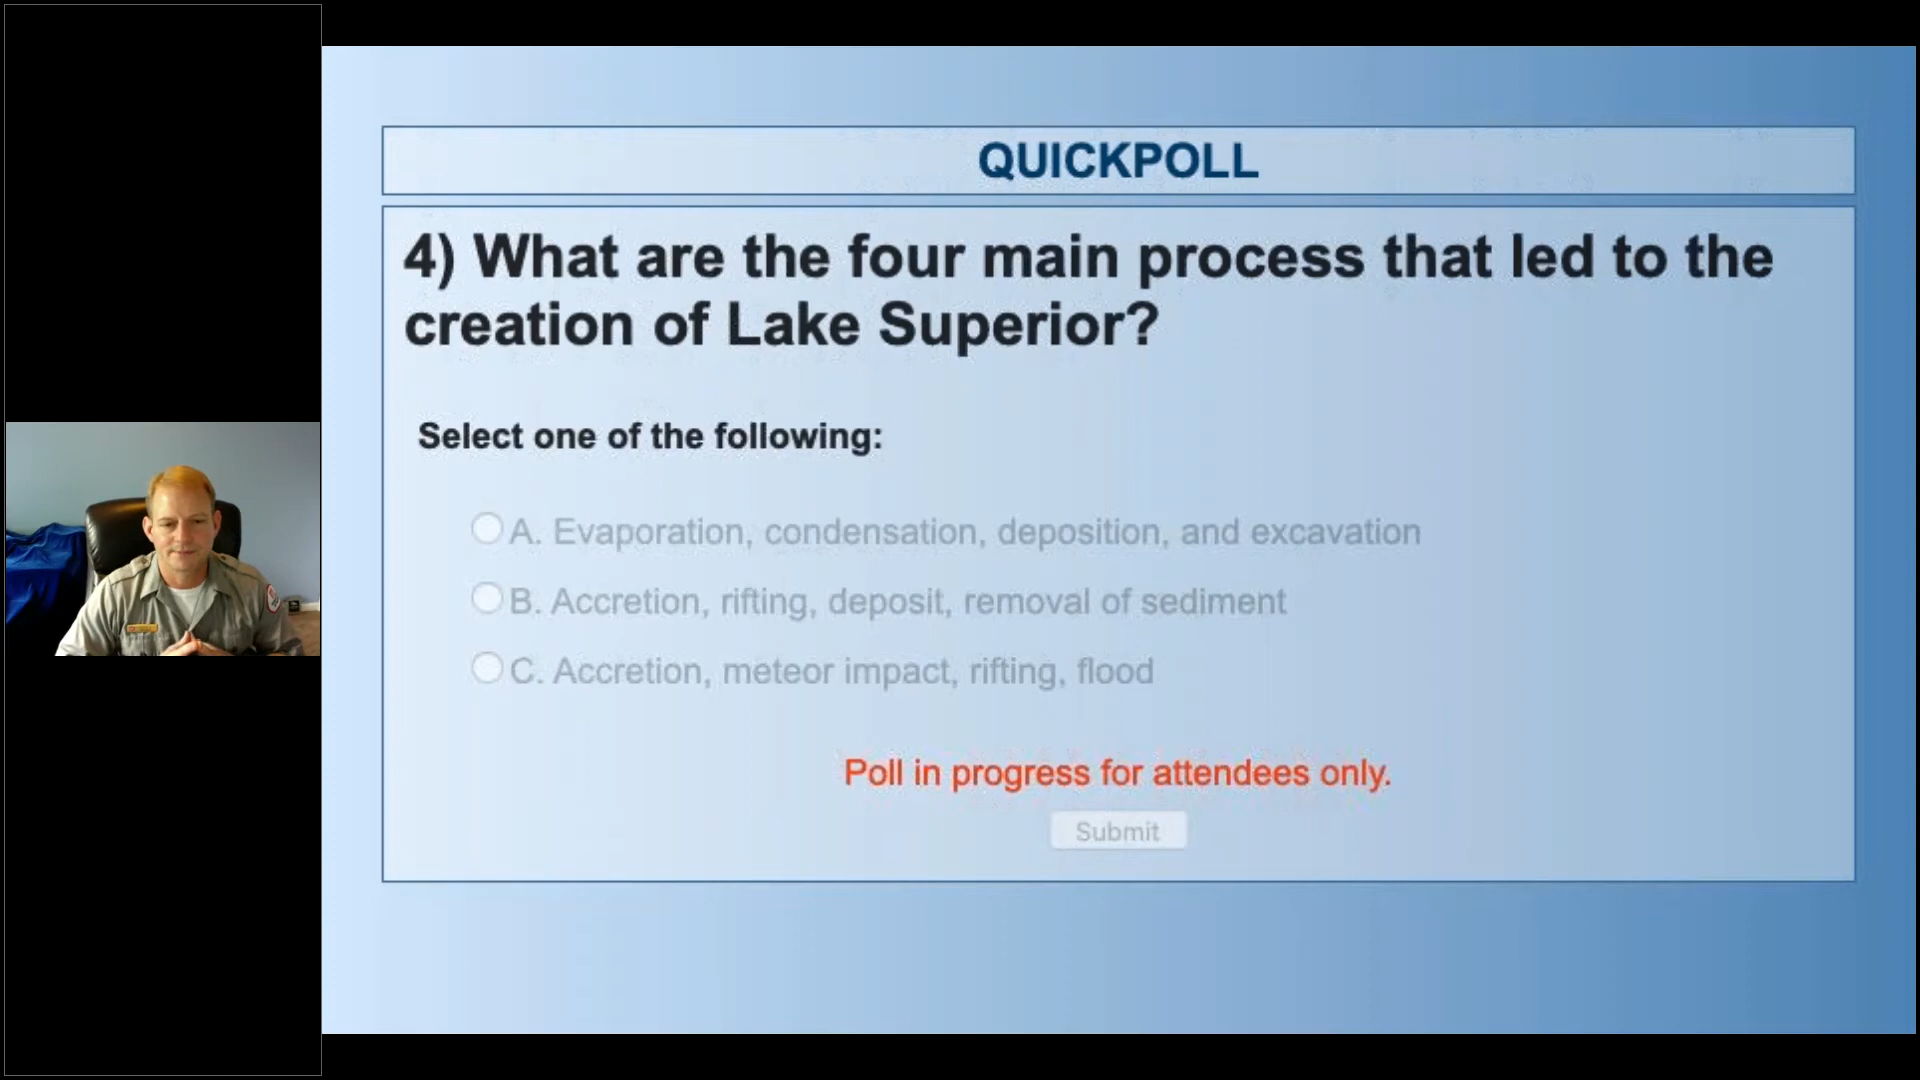 QUICKPOLL
4) What are the four main process that led to the
creation of Lake Superior?
Select one of the following:
A. Evaporation, condensation, deposition, and excavation
B. Accretion, rifting, deposit, removal of sediment
C. Accretion, meteor impact, rifting, flood
Poll in progress for attendees only.
Submit